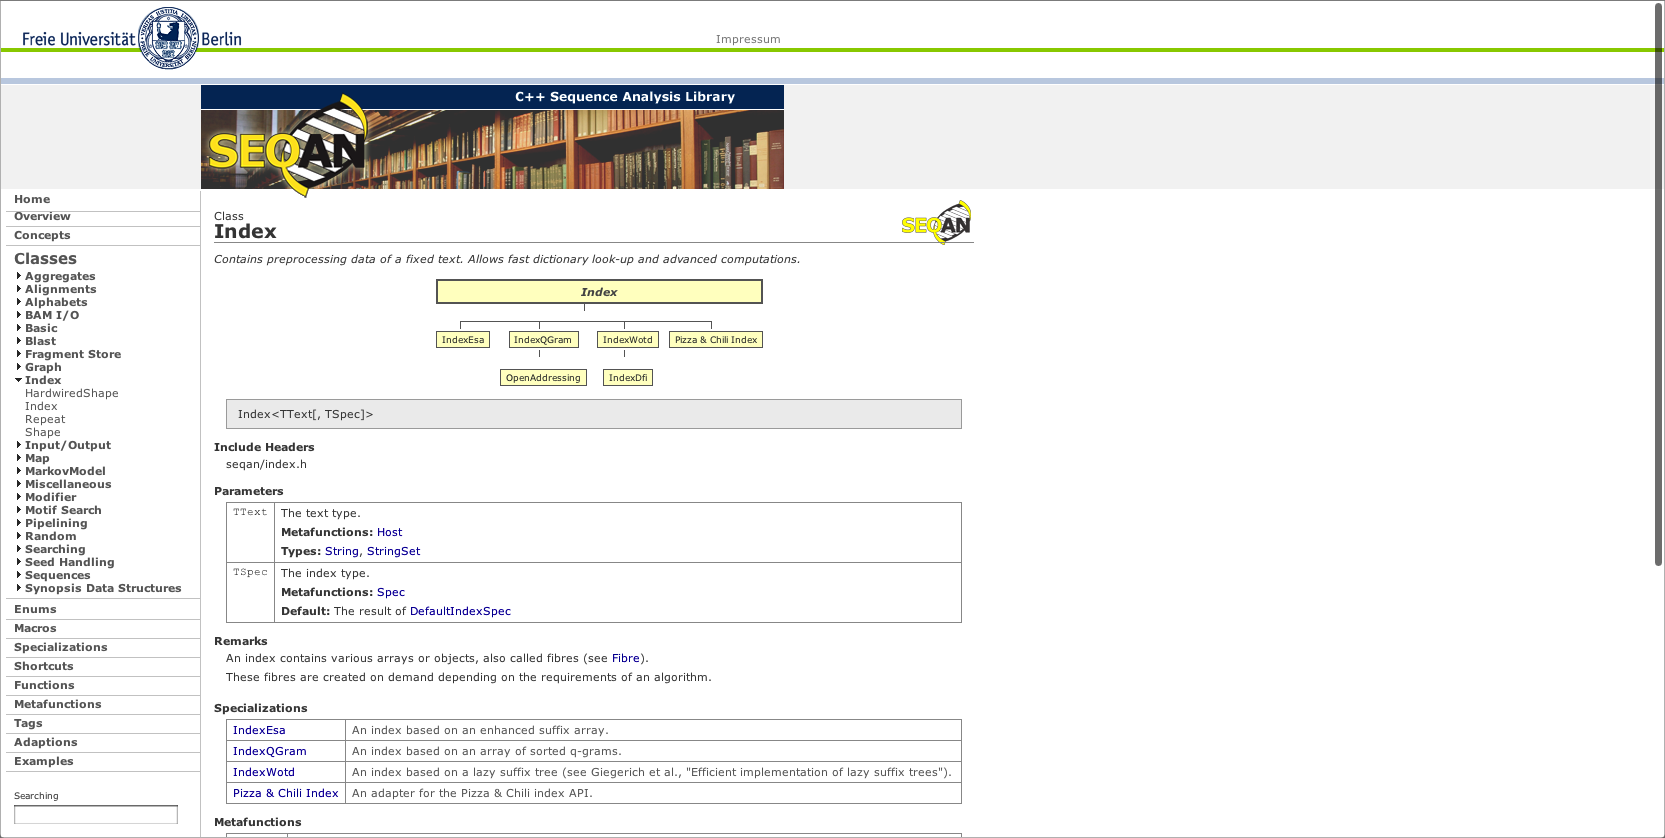 Freie Universität Berlin
Impressum
C++ Sequence Analysis Library
SEQAN
Home
Overview
Concepts
Classes
Aggregates
Alignments
Alphabets
BAM I/O
Basic
Blast
Fragment Store
Graph
Index
HardwiredShape
Index
Repeat
Shape
Input/Output
Map
MarkovModel
Miscellaneous
Modifier
Motif Search
Pipelining
Random
Searching
Seed Handling
Sequences
Synopsis Data Structures
Enums
Macros
Specializations
Shortcuts
Functions
Metafunctions
Tags
Adaptions
Examples
Searching
Class
Index
SEQAN
Contains preprocessing data of a fixed text. Allows fast dictionary look-up and advanced computations.
Index
IndexEsa IndexQGram IndexWotd Pizza & Chili Index
OpenAddressing IndexDfi
Index<TText[, TSpec]>
Include Headers
seqan/index.h
Parameters
TText The text type.
Metafunctions: Host
Types: String, StringSet
TSpec The index type.
Metafunctions: Spec
Default: The result of DefaultIndexSpec
Remarks
An index contains various arrays or objects, also called fibres (see Fibre).
These fibres are created on demand depending on the requirements of an algorithm.
Specializations
IndexEsa An index based on an enhanced suffix array.
IndexQGram An index based on an array of sorted q-grams.
IndexWotd An index based on a lazy suffix tree (see Giegerich et al., "Efficient implementation of lazy suffix trees").
Pizza & Chili Index An adapter for the Pizza & Chili index API.
Metafunctions